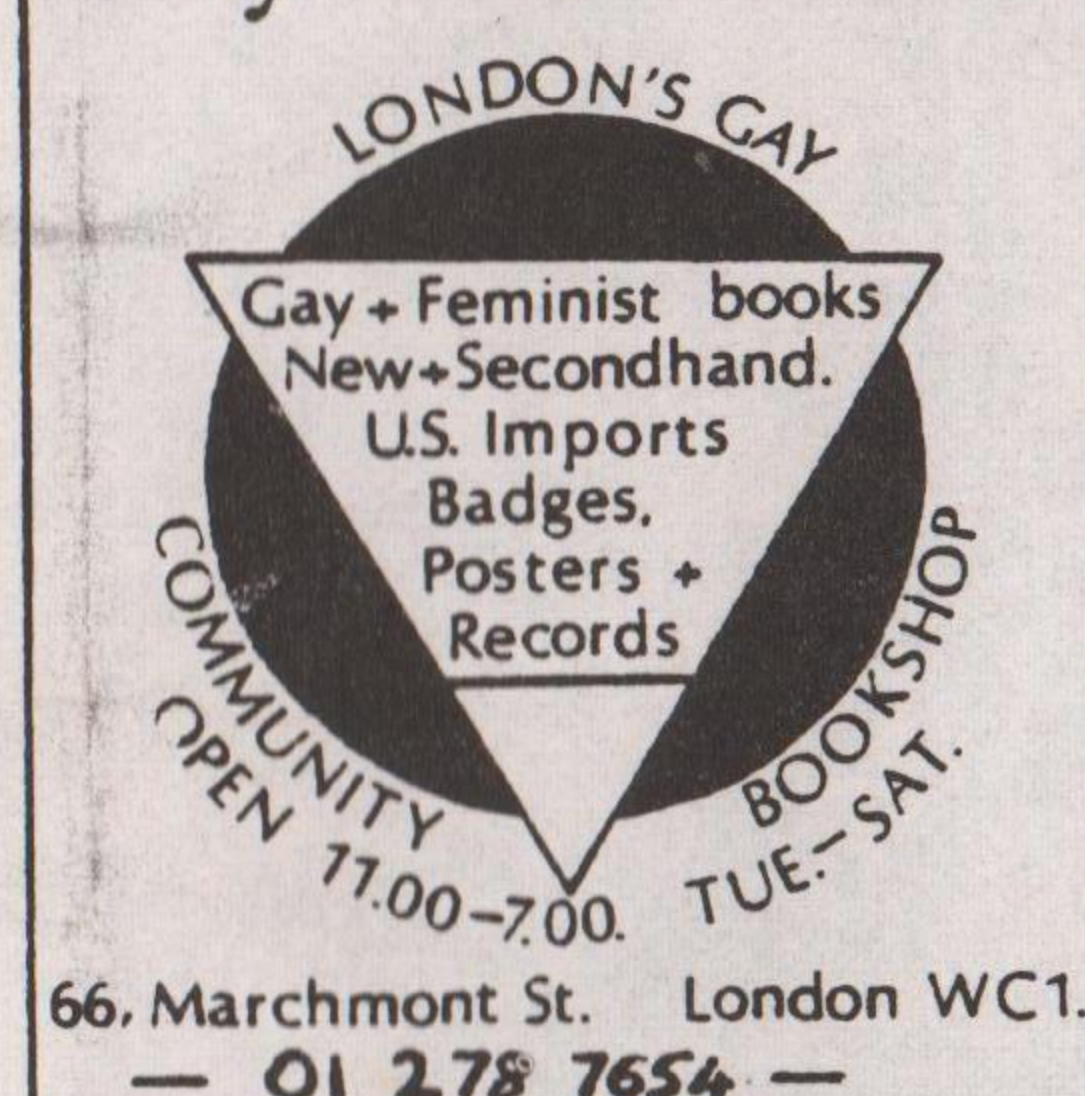 LONDON'S GAY
COMMUNITY
BOOKSHOP
Gay + Feminist books
New + Secondhand.
U.S. Imports
Badges,
Posters +
Records
OPEN 11.00-7.00. TUE.-SAT.
66, Marchmont St. London WC1.
— 01 278 7654 —